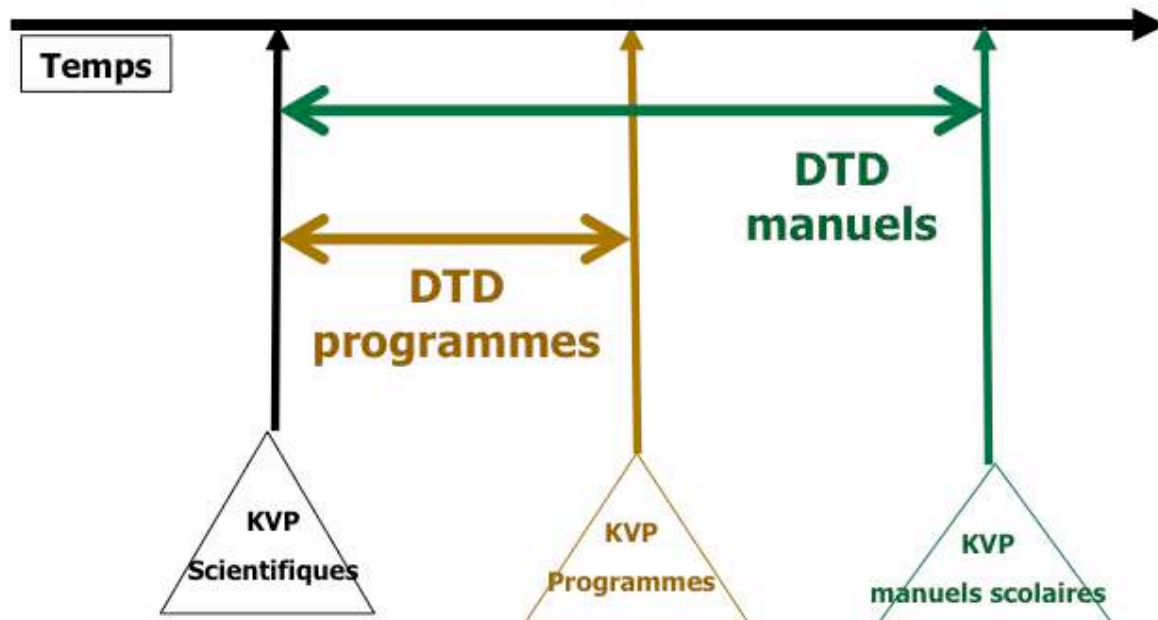 Temps
DTD
manuels
DTD
programmes
KVP
Scientifiques
KVP
Programmes
KVP
manuels scolaires